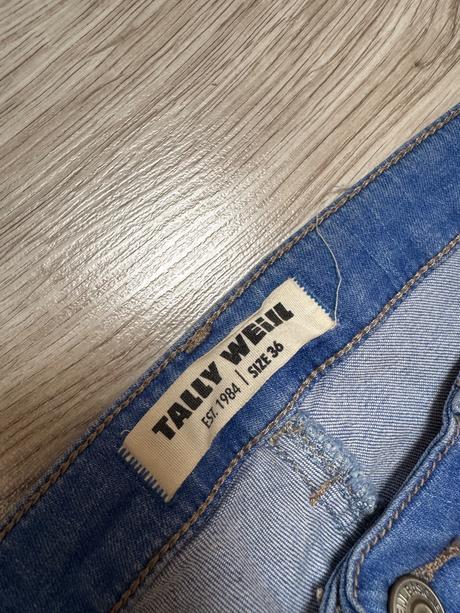 TALLY WEiJL
EST. 1984 | SIZE 36